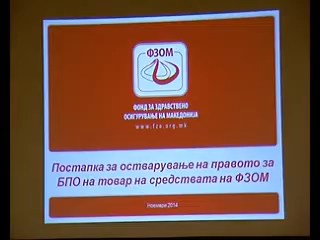 ФЗОМ
ФОНД ЗА ЗДРАВСТВЕНО
ОСИГУРУВАЊЕ НА МАКЕДОНИЈА
www.fzo.org.mk
Постапка за остварување на правото за
БПО на товар на средствата на ФЗОМ
Ноември 2014